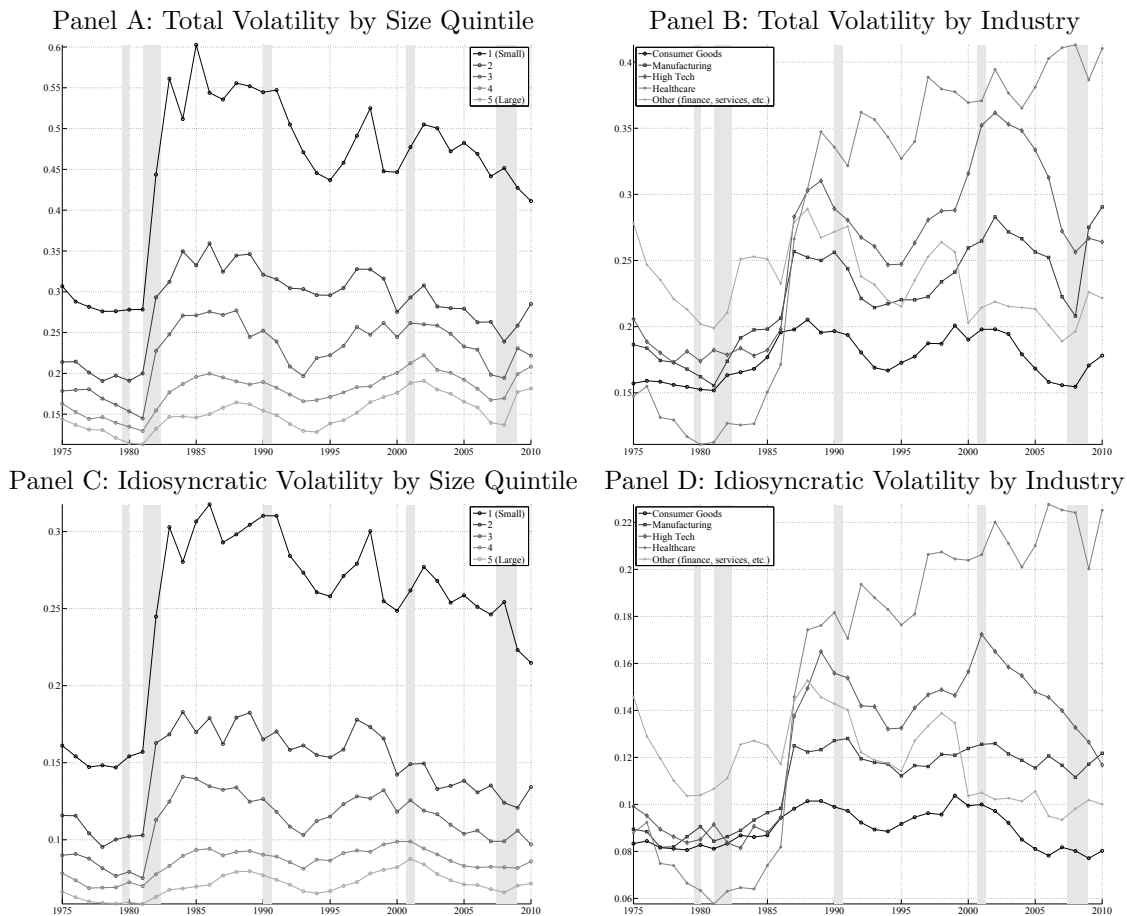 Panel A: Total Volatility by Size Quintile
0.6
0.55
0.5
0.45
0.4
0.35
0.3
0.25
0.2
0.15
1975 1980 1985 1990 1995 2000 2005 2010
1 (Small)
2
3
4
5 (Large)
Panel B: Total Volatility by Industry
0.4
0.35
0.3
0.25
0.2
0.15
1975 1980 1985 1990 1995 2000 2005 2010
Consumer Goods
Manufacturing
High Tech
Healthcare
Other (finance, services, etc.)
Panel C: Idiosyncratic Volatility by Size Quintile
0.3
0.25
0.2
0.15
0.1
1975 1980 1985 1990 1995 2000 2005 2010
1 (Small)
2
3
4
5 (Large)
Panel D: Idiosyncratic Volatility by Industry
0.22
0.2
0.18
0.16
0.14
0.12
0.1
0.08
0.06
1975 1980 1985 1990 1995 2000 2005 2010
Consumer Goods
Manufacturing
High Tech
Healthcare
Other (finance, services, etc.)